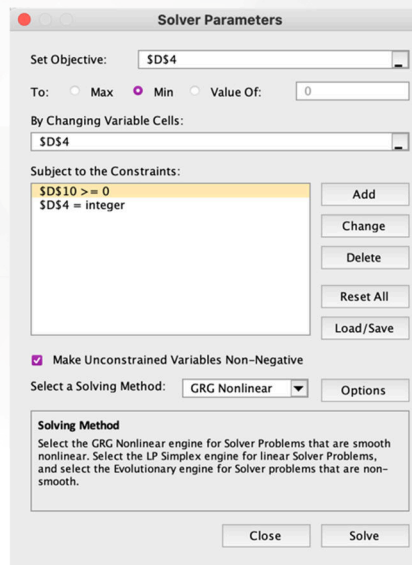 Solver Parameters
Set Objective: $D$4
To: Max Min Value Of: 0
By Changing Variable Cells:
$D$4
Subject to the Constraints:
$D$10 >= 0
$D$4 = integer
Add
Change
Delete
Reset All
Load/Save
Make Unconstrained Variables Non-Negative
Select a Solving Method: GRG Nonlinear Options
Solving Method
Select the GRG Nonlinear engine for Solver Problems that are smooth
nonlinear. Select the LP Simplex engine for linear Solver Problems,
and select the Evolutionary engine for Solver problems that are non-
smooth.
Close Solve